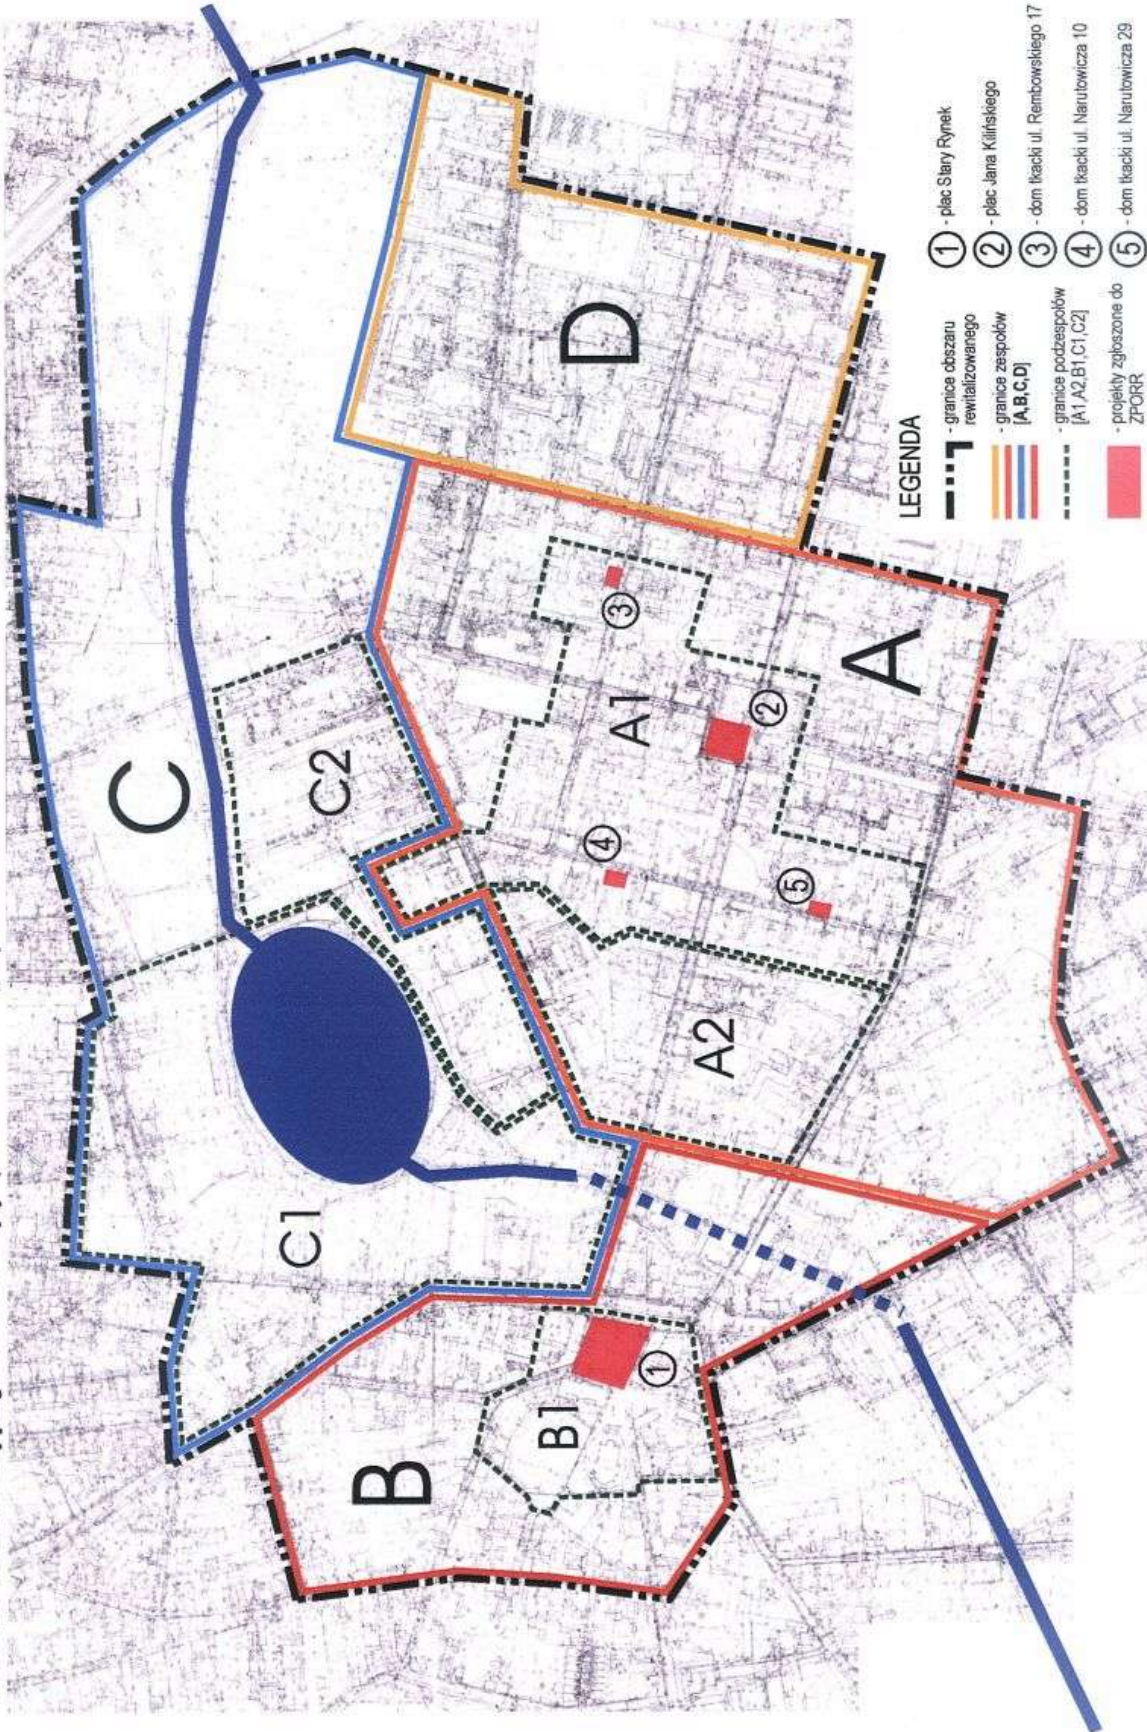 C
C2
C1
D
A1
A
A2
B
B1
③
②
④
⑤
①
LEGENDA
- granice obszaru
rewitalizowanego
- granice zespołów
[A,B,C,D]
- granice podzespołów
[A1,A2,B1,C1,C2]
- projekty zgłoszone do
ZPORR
① - plac Stary Rynek
② - plac Jana Kilińskiego
③ - dom tkacki ul. Rembowskiego 17
④ - dom tkacki ul. Narutowicza 10
⑤ - dom tkacki ul. Narutowicza 29